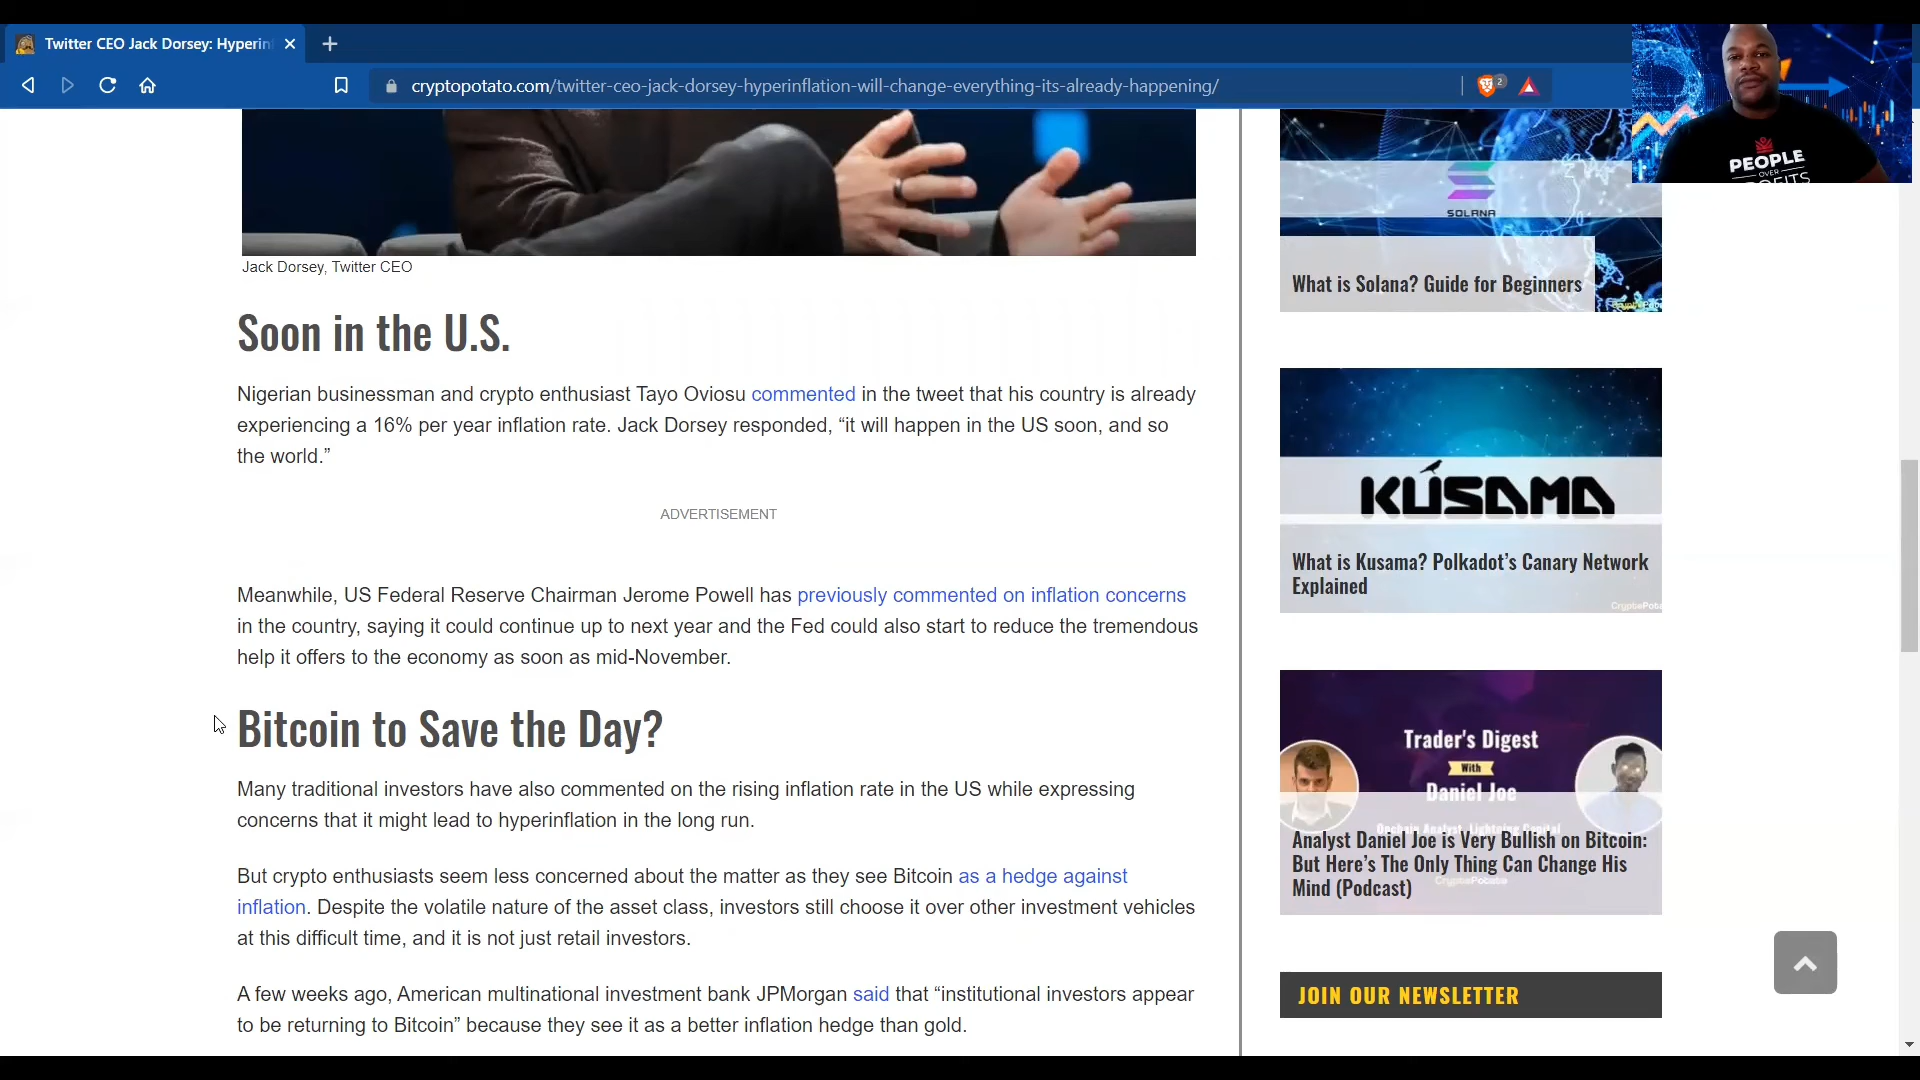 Twitter CEO Jack Dorsey: Hyperin
cryptopotato.com/twitter-ceo-jack-dorsey-hyperinflation-will-change-everything-its-already-happening/
2
PEOPLE
OVER
Jack Dorsey, Twitter CEO
Soon in the U.S.
Nigerian businessman and crypto enthusiast Tayo Oviosu commented in the tweet that his country is already
experiencing a 16% per year inflation rate. Jack Dorsey responded, “it will happen in the US soon, and so
the world.”
ADVERTISEMENT
Meanwhile, US Federal Reserve Chairman Jerome Powell has previously commented on inflation concerns
in the country, saying it could continue up to next year and the Fed could also start to reduce the tremendous
help it offers to the economy as soon as mid-November.
Bitcoin to Save the Day?
Many traditional investors have also commented on the rising inflation rate in the US while expressing
concerns that it might lead to hyperinflation in the long run.
But crypto enthusiasts seem less concerned about the matter as they see Bitcoin as a hedge against
inflation. Despite the volatile nature of the asset class, investors still choose it over other investment vehicles
at this difficult time, and it is not just retail investors.
A few weeks ago, American multinational investment bank JPMorgan said that “institutional investors appear
to be returning to Bitcoin” because they see it as a better inflation hedge than gold.
SOLANA
What is Solana? Guide for Beginners
KUSAMA
What is Kusama? Polkadot’s Canary Network
Explained
Trader's Digest
With
Daniel Joe
Analyst Daniel Joe is Very Bullish on Bitcoin:
But Here’s The Only Thing Can Change His
Mind (Podcast)
JOIN OUR NEWSLETTER